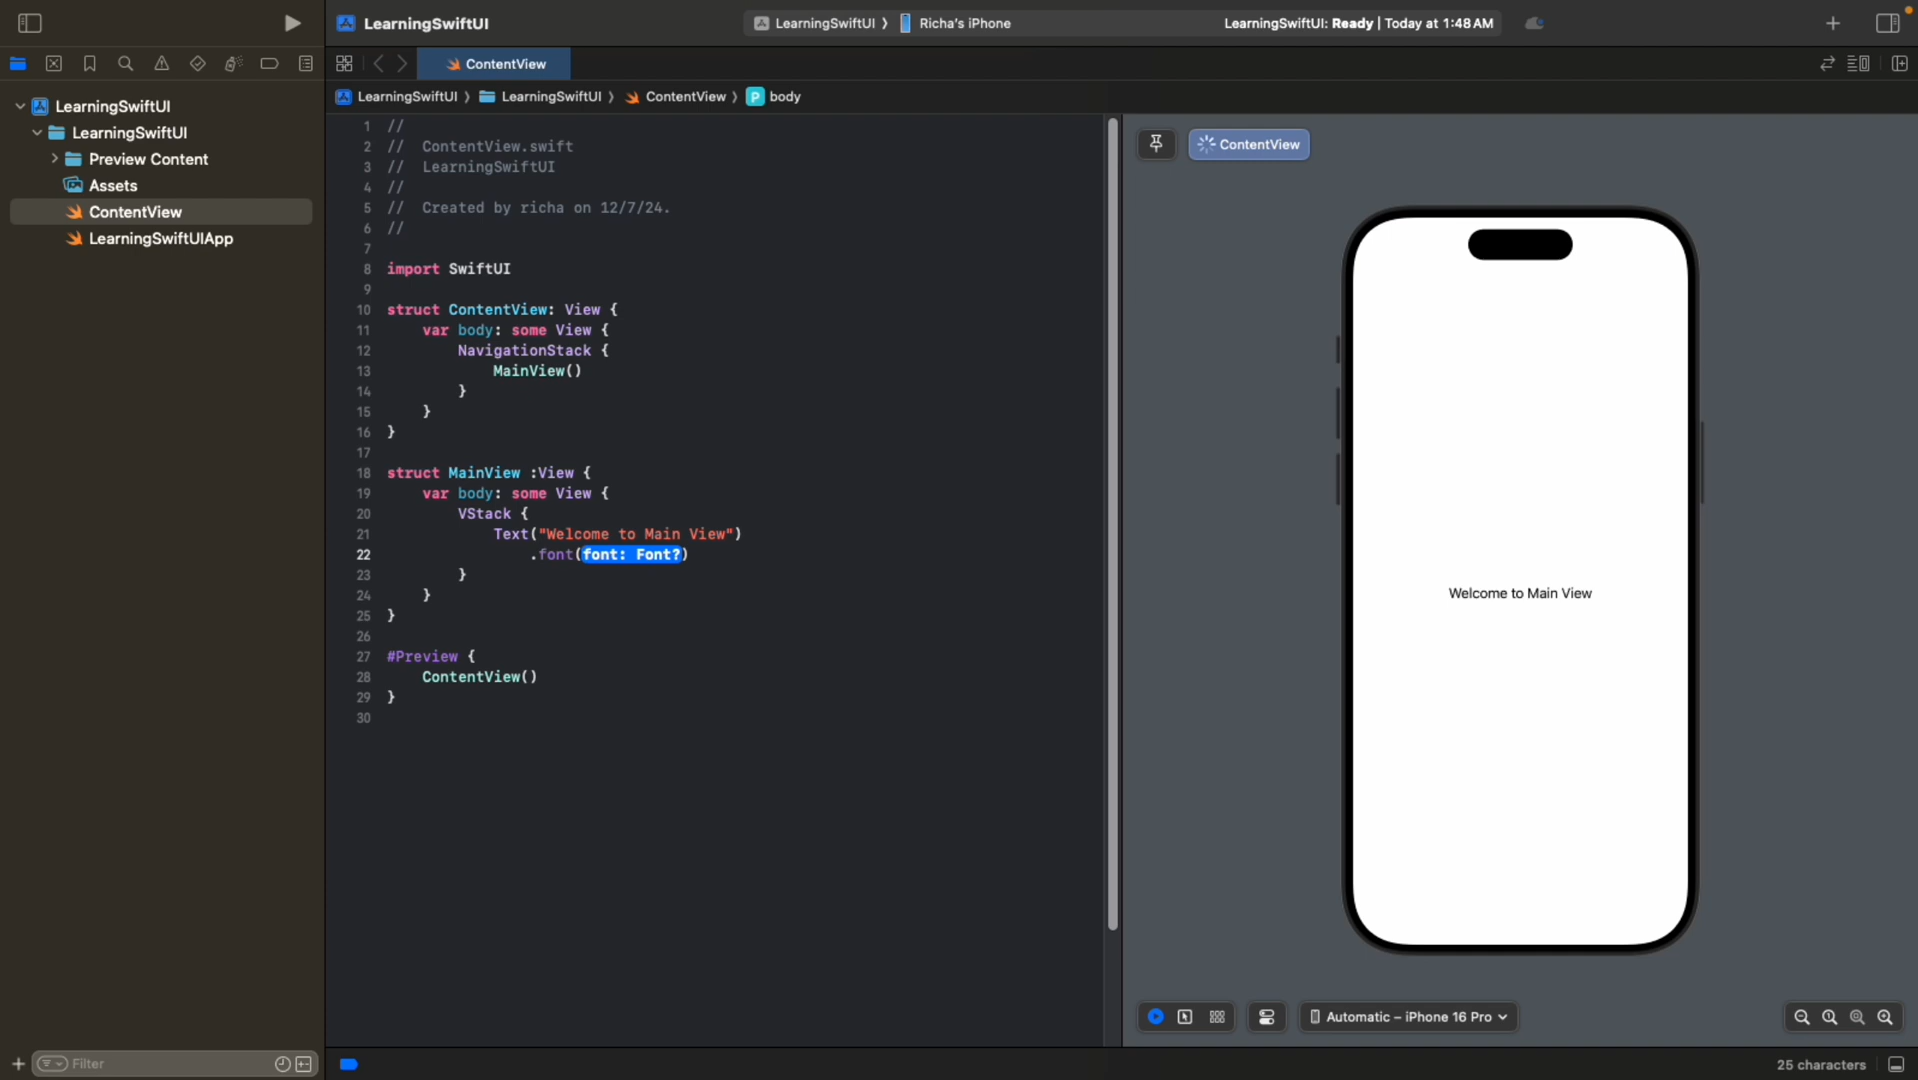 LearningSwiftUI
LearningSwiftUI ⟩ Richa's iPhone
LearningSwiftUI: Ready | Today at 1:48 AM
ContentView
LearningSwiftUI ⟩ LearningSwiftUI ⟩ ContentView ⟩ P body
LearningSwiftUI
LearningSwiftUI
Preview Content
Assets
ContentView
LearningSwiftUIApp
Filter
1 //
2 //  ContentView.swift
3 //  LearningSwiftUI
4 //
5 //  Created by richa on 12/7/24.
6 //
7
8 import SwiftUI
9
10 struct ContentView: View {
11     var body: some View {
12         NavigationStack {
13             MainView()
14         }
15     }
16 }
17
18 struct MainView :View {
19     var body: some View {
20         VStack {
21             Text("Welcome to Main View")
22                 .font(font: Font?)
23         }
24     }
25 }
26
27 #Preview {
28     ContentView()
29 }
30
ContentView
Welcome to Main View
Automatic – iPhone 16 Pro
25 characters